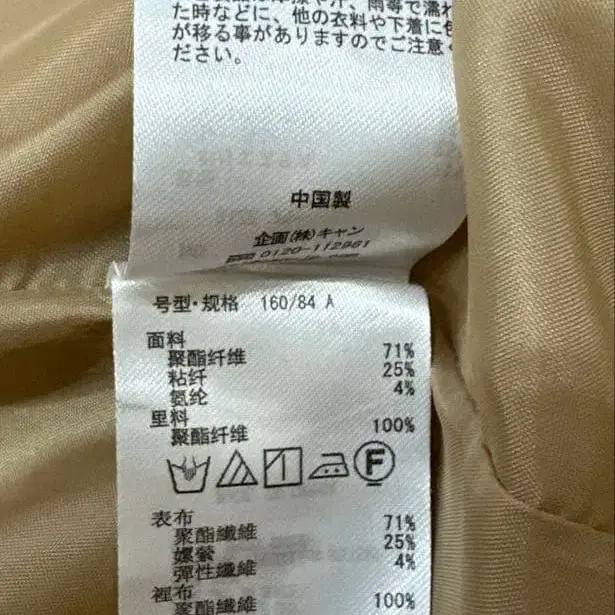 た時などに、他の衣料や下着に色
が移る事がありますのでご注意く
ださい。
中国製
企画(株)キャン
0120-112961
号型·规格 160/84 A
面料
聚酯纤维 71%
粘纤 25%
氨纶 4%
里料
聚酯纤维 100%
F
表布
聚酯纖維 71%
嫘縈 25%
彈性纖維 4%
裡布
聚酯纖維 100%